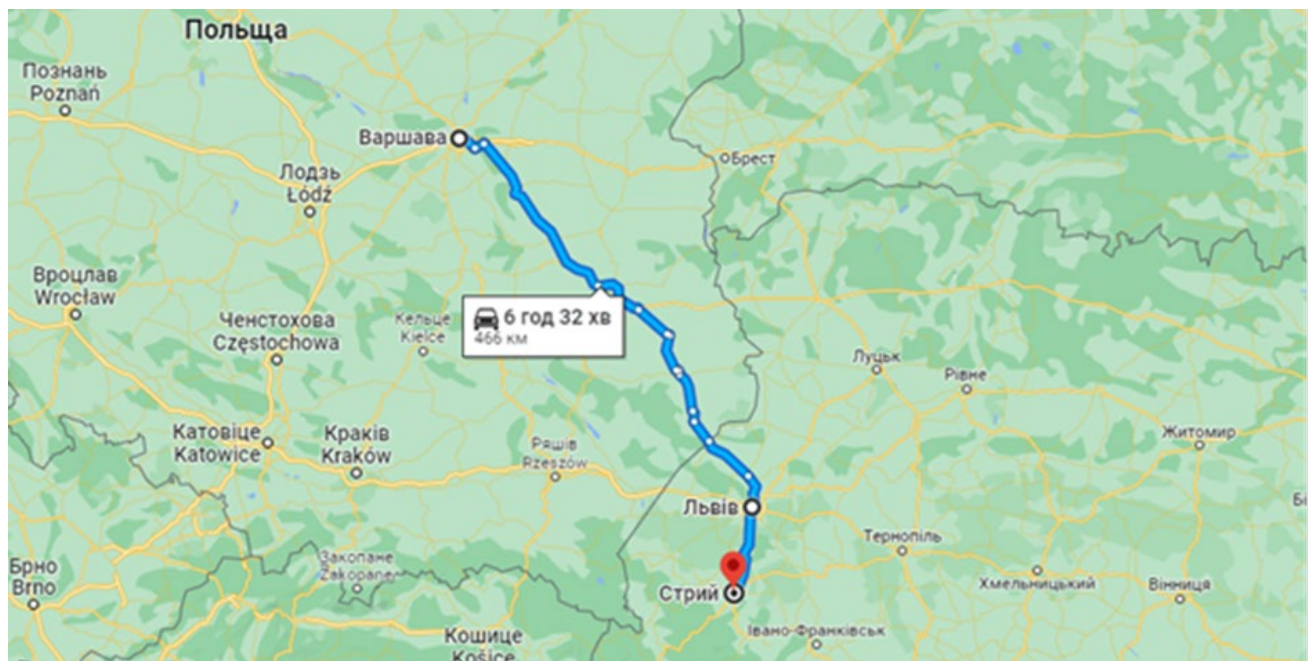 Польща
Познань
Poznań
Варшава
Брест
Лодзь
Łódź
Вроцлав
Wrocław
6 год 32 хв
466 км
Ченстохова
Częstochowa
Кельце
Kielce
Луцьк
Рівне
Катовіце
Katowice
Краків
Kraków
Ряшів
Rzeszów
Житомир
Львів
Тернопіль
Закопане
Zakopane
Брно
Brno
Стрий
Хмельницький
Вінниця
Івано-Франківськ
Кошице
Košice